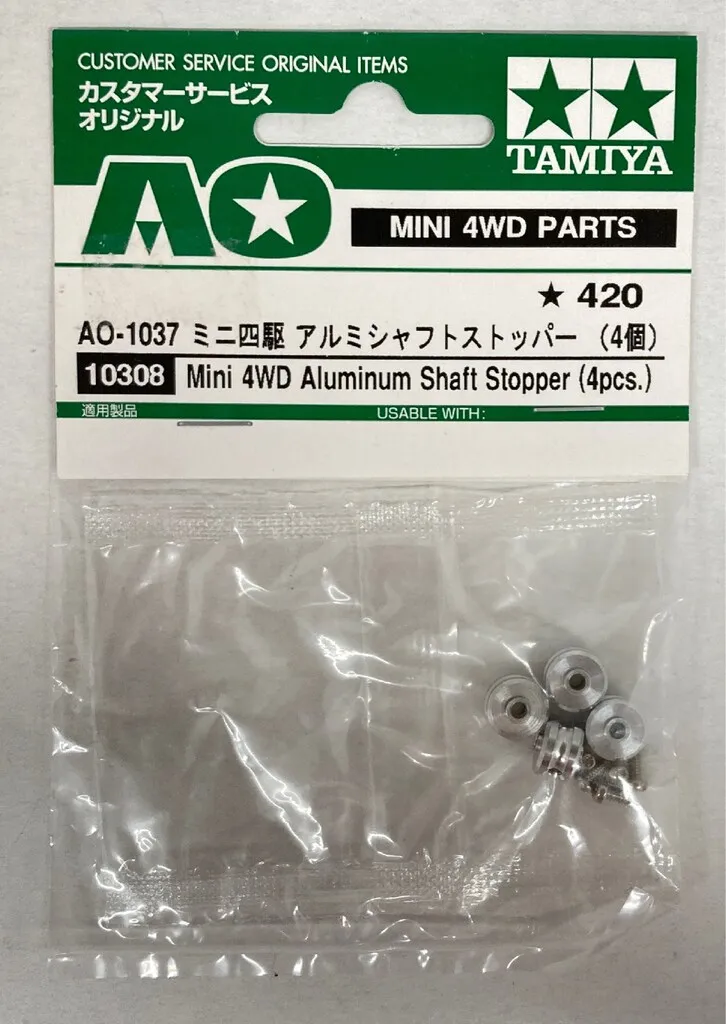 CUSTOMER SERVICE ORIGINAL ITEMS
カスタマーサービス
オリジナル
TAMIYA
AO
MINI 4WD PARTS
★ 420
AO-1037 ミニ四駆 アルミシャフトストッパー (4個)
10308 Mini 4WD Aluminum Shaft Stopper (4pcs.)
適用製品 USABLE WITH: